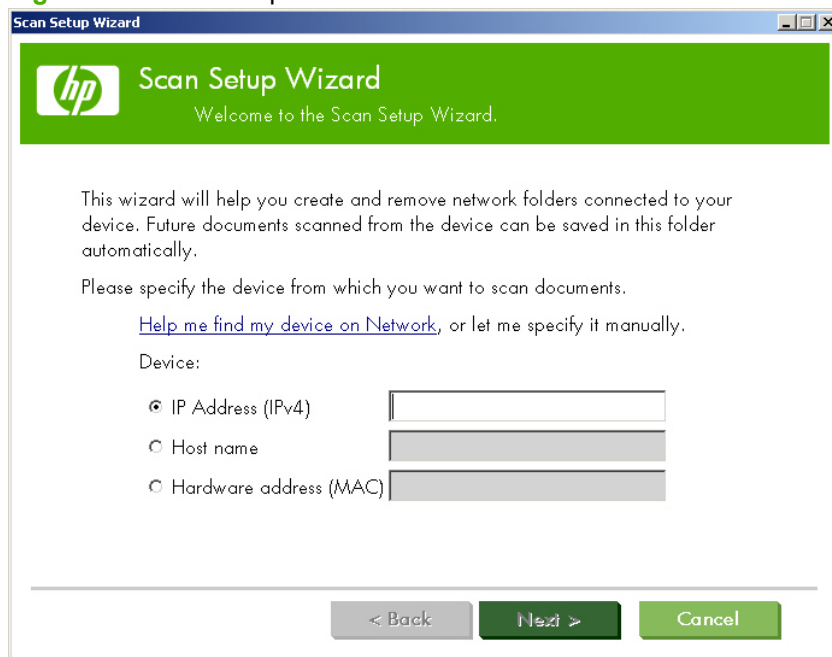 Scan Setup Wizard
hp
Scan Setup Wizard
Welcome to the Scan Setup Wizard.
This wizard will help you create and remove network folders connected to your
device. Future documents scanned from the device can be saved in this folder
automatically.
Please specify the device from which you want to scan documents.
Help me find my device on Network, or let me specify it manually.
Device:
IP Address (IPv4)
Host name
Hardware address (MAC)
< Back Next > Cancel